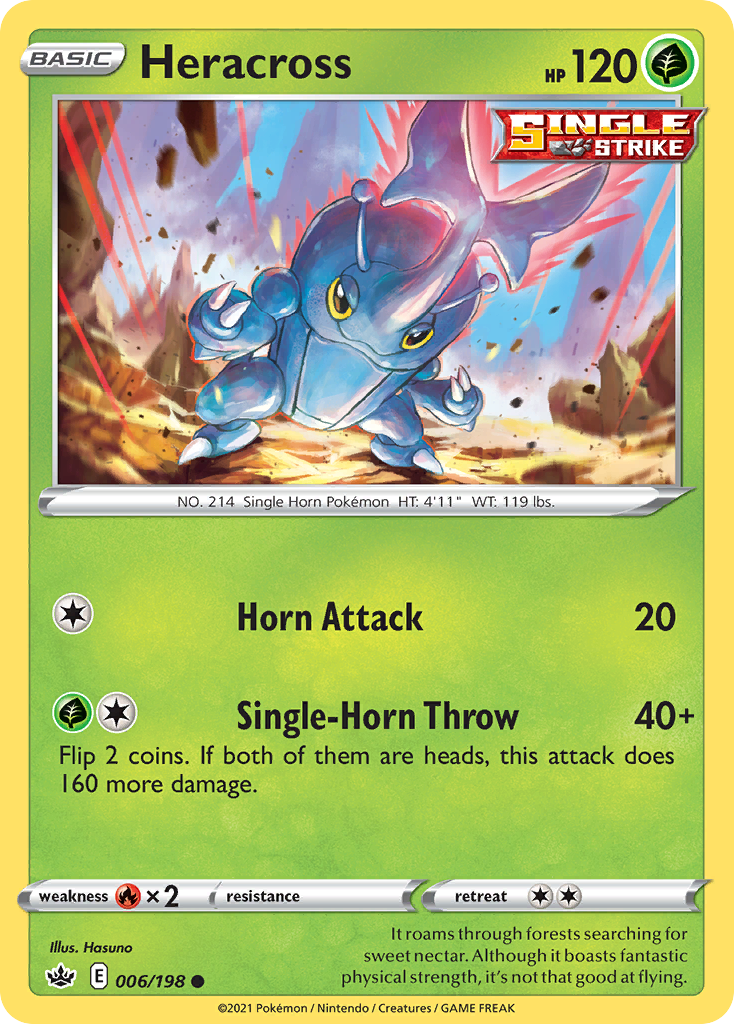 BASIC Heracross HP 120
SINGLE
STRIKE
NO. 214 Single Horn Pokémon HT: 4'11" WT: 119 lbs.
Horn Attack 20
Single-Horn Throw 40+
Flip 2 coins. If both of them are heads, this attack does
160 more damage.
weakness ×2 resistance retreat
Illus. Hasuno
It roams through forests searching for
sweet nectar. Although it boasts fantastic
physical strength, it's not that good at flying.
E 006/198
©2021 Pokémon / Nintendo / Creatures / GAME FREAK